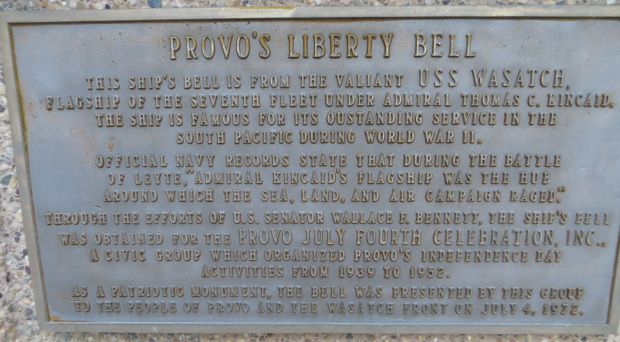 PROVO'S LIBERTY BELL
THIS SHIP'S BELL IS FROM THE VALIANT USS WASATCH,
FLAGSHIP OF THE SEVENTH FLEET UNDER ADMIRAL THOMAS C. KINCAID.
THE SHIP IS FAMOUS FOR ITS OUSTANDING SERVICE IN THE
SOUTH PACIFIC DURING WORLD WAR II.
OFFICIAL NAVY RECORDS STATE THAT DURING THE BATTLE
OF LEYTE, "ADMIRAL KINCAID'S FLAGSHIP WAS THE HUB
AROUND WHICH THE SEA, LAND, AND AIR CAMPAIGN RAGED."
THROUGH THE EFFORTS OF U.S. SENATOR WALLACE F. BENNETT, THE SHIP'S BELL
WAS OBTAINED FOR THE PROVO JULY FOURTH CELEBRATION, INC.,
A CIVIC GROUP WHICH ORGANIZED PROVO'S INDEPENDENCE DAY
ACTIVITIES FROM 1939 TO 1952.
AS A PATRIOTIC MONUMENT, THE BELL WAS PRESENTED BY THIS GROUP
TO THE PEOPLE OF PROVO AND THE WASATCH FRONT ON JULY 4, 1972.